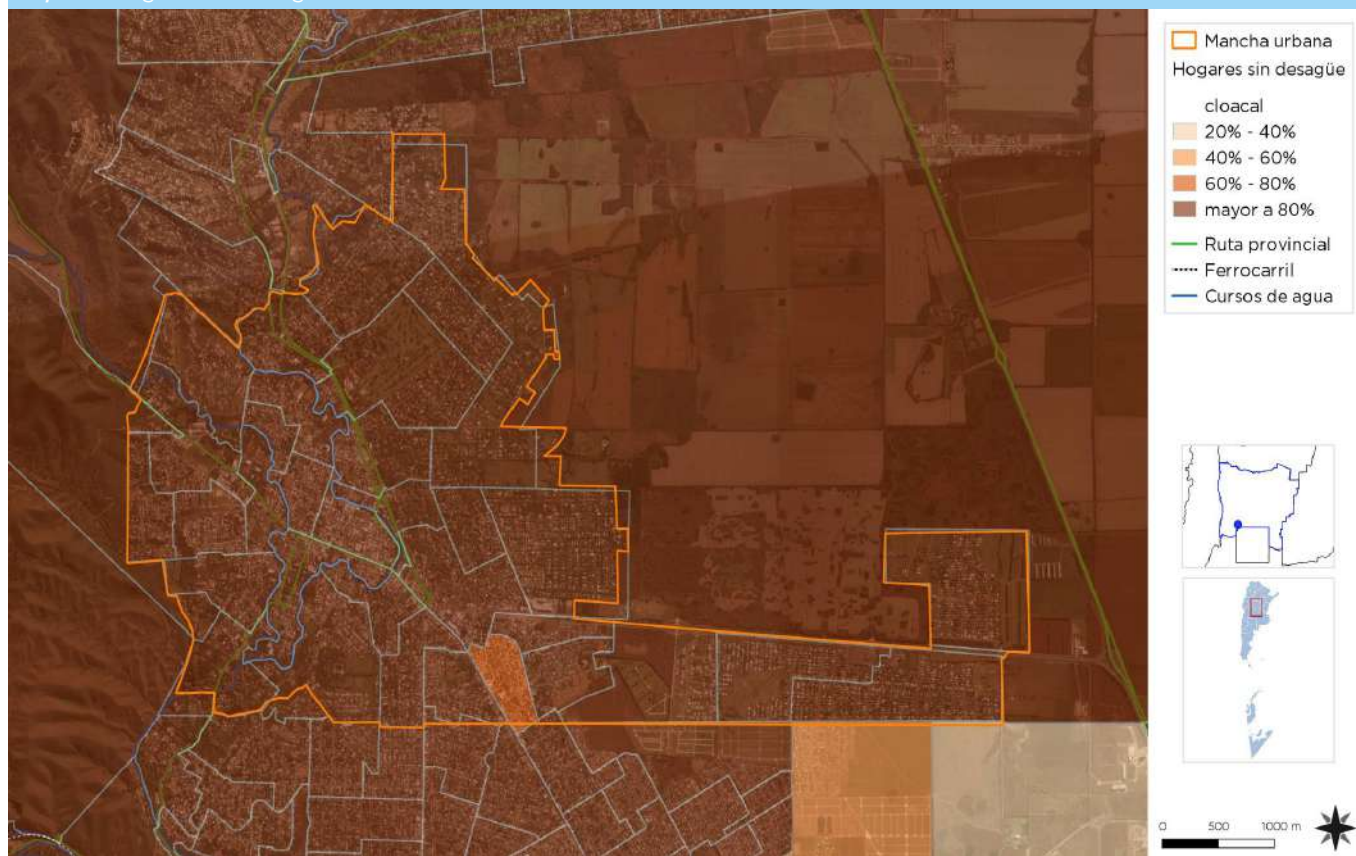 Mancha urbana
Hogares sin desagüe
cloacal
20% - 40%
40% - 60%
60% - 80%
mayor a 80%
Ruta provincial
Ferrocarril
Cursos de agua
0 500 1000 m